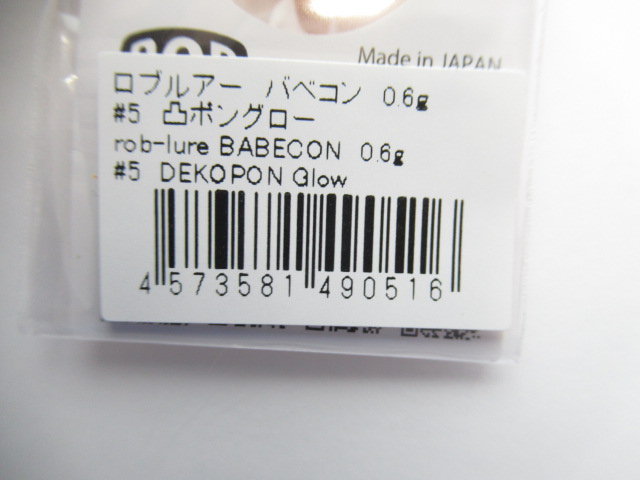 ROB
Made in JAPAN
ロブルアー バベコン 0.6g
#5 凸ポングロー
rob-lure BABECON 0.6g
#5 DEKOPON Glow
4 573581 490516